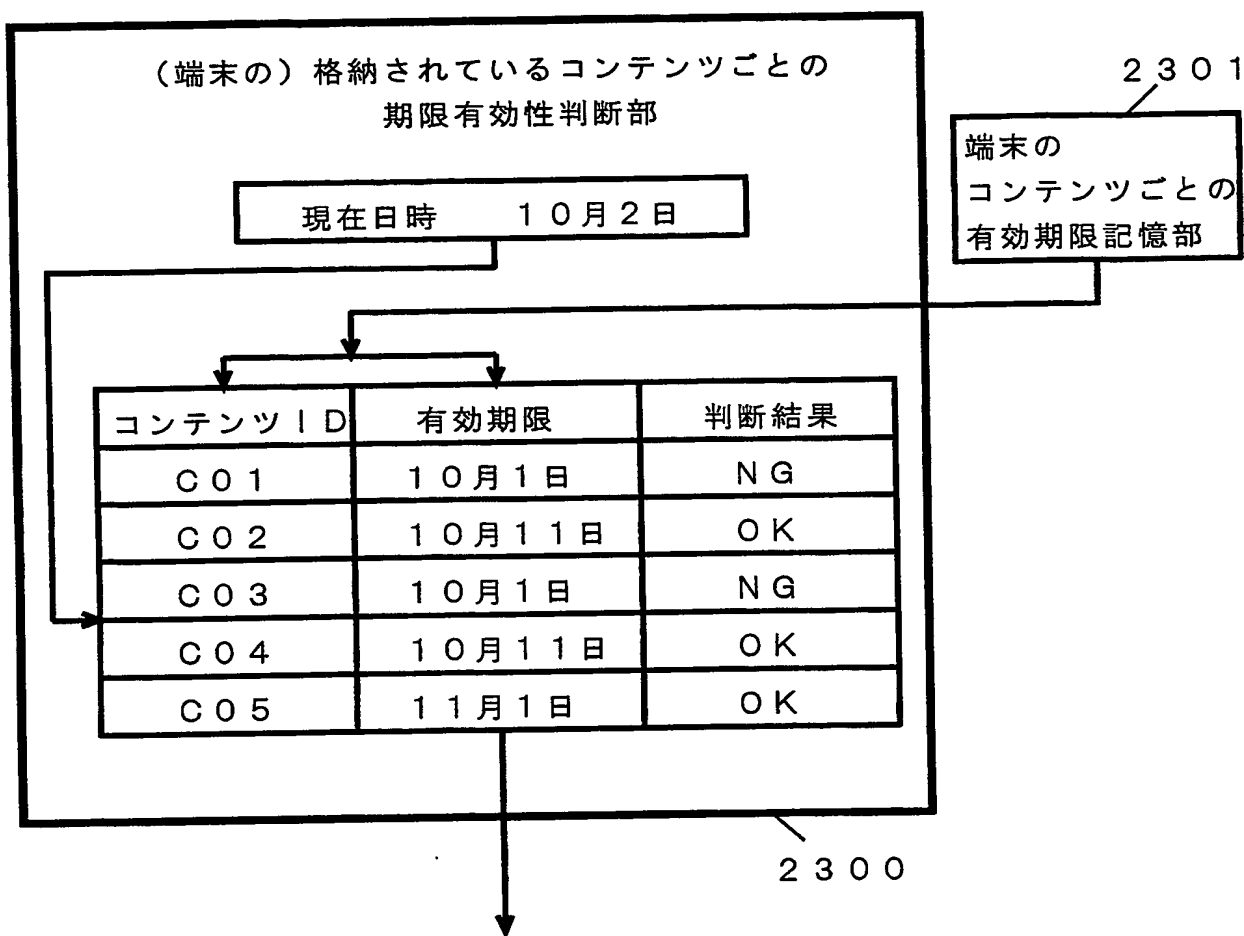 （端末の）格納されているコンテンツごとの
期限有効性判断部
2301
端末の
コンテンツごとの
有効期限記憶部
現在日時　10月2日
コンテンツID　有効期限　判断結果
C01　10月1日　NG
C02　10月11日　OK
C03　10月1日　NG
C04　10月11日　OK
C05　11月1日　OK
2300